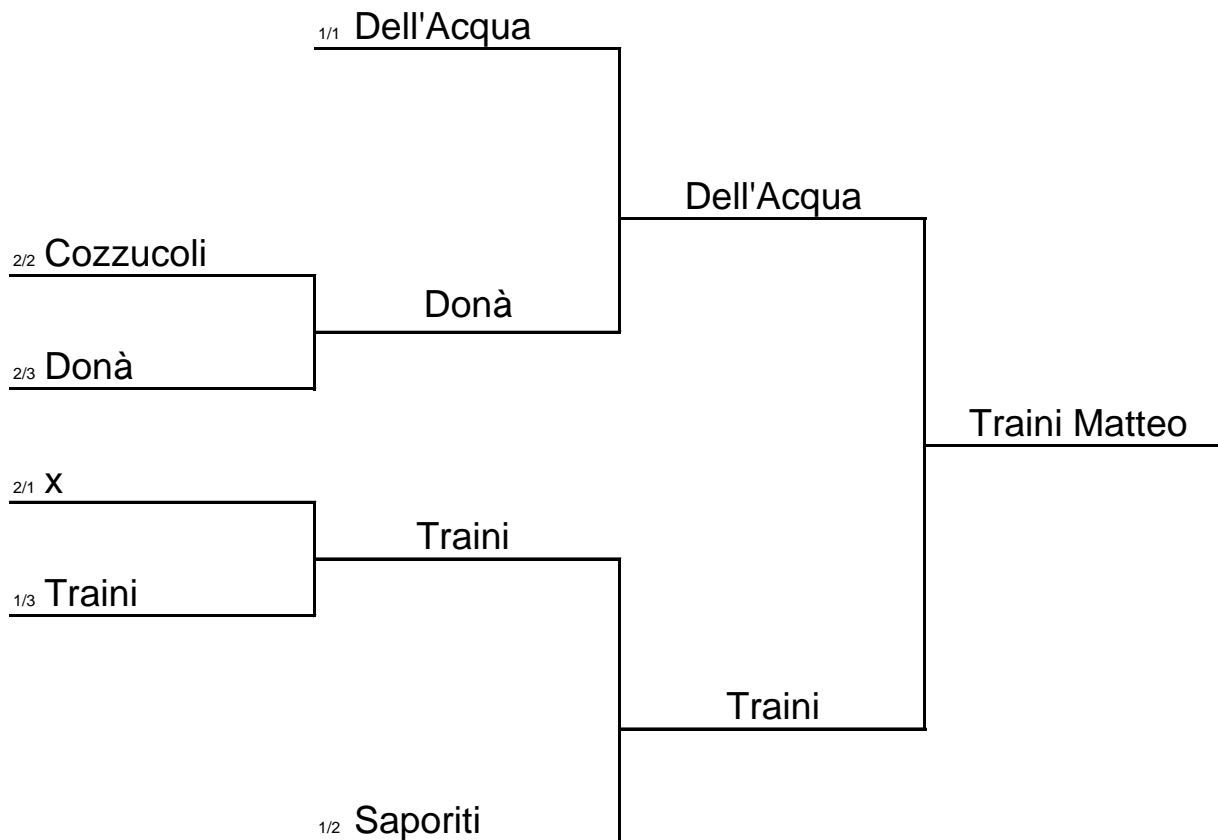 1/1 Dell'Acqua
Dell'Acqua
2/2 Cozzucoli
Donà
2/3 Donà
Traini Matteo
2/1 x
Traini
1/3 Traini
Traini
1/2 Saporiti